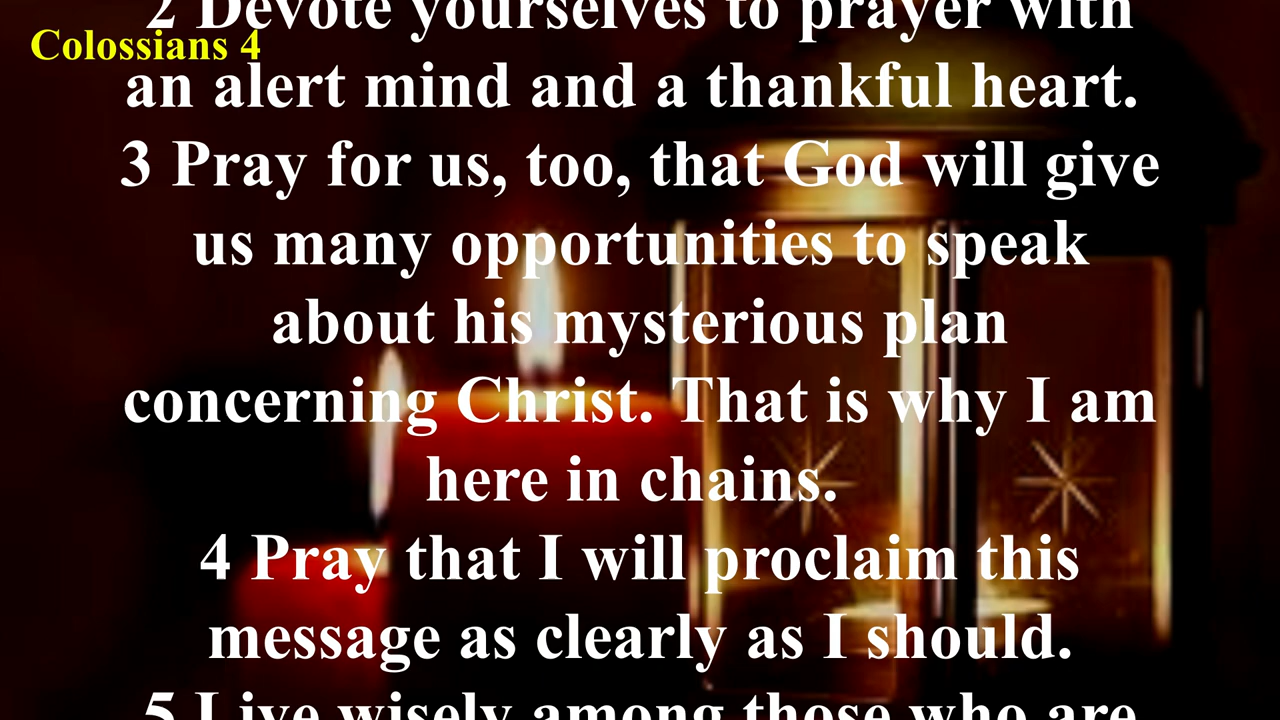 Colossians 4
2 Devote yourselves to prayer with
an alert mind and a thankful heart.
3 Pray for us, too, that God will give
us many opportunities to speak
about his mysterious plan
concerning Christ. That is why I am
here in chains.
4 Pray that I will proclaim this
message as clearly as I should.
5 Live wisely among those who are